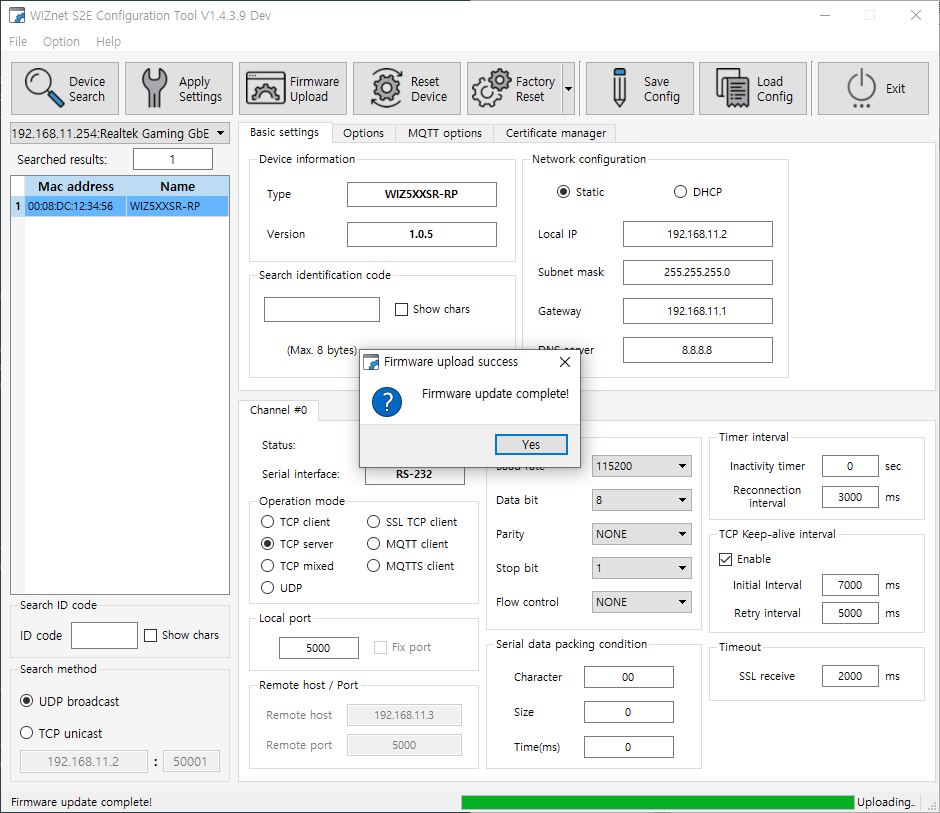 WIZnet S2E Configuration Tool V1.4.3.9 Dev
File Option Help
Device Search
Apply Settings
Firmware Upload
Reset Device
Factory Reset
Save Config
Load Config
Exit
192.168.11.254:Realtek Gaming GbE
Searched results: 1
Mac address Name
1 00:08:DC:12:34:56 WIZ5XXSR-RP
Search ID code
ID code Show chars
Search method
UDP broadcast
TCP unicast
192.168.11.2 : 50001
Basic settings Options MQTT options Certificate manager
Device information
Type WIZ5XXSR-RP
Version 1.0.5
Search identification code
Show chars
(Max. 8 bytes)
Network configuration
Static DHCP
Local IP 192.168.11.2
Subnet mask 255.255.255.0
Gateway 192.168.11.1
DNS server 8.8.8.8
Firmware upload success
Firmware update complete!
Yes
Channel #0
Status:
Serial interface: RS-232
Operation mode
TCP client SSL TCP client
TCP server MQTT client
TCP mixed MQTTS client
UDP
Local port
5000 Fix port
Remote host / Port
Remote host 192.168.11.3
Remote port 5000
Baud rate 115200
Data bit 8
Parity NONE
Stop bit 1
Flow control NONE
Serial data packing condition
Character 00
Size 0
Time(ms) 0
Timer interval
Inactivity timer 0 sec
Reconnection interval 3000 ms
TCP Keep-alive interval
Enable
Initial Interval 7000 ms
Retry interval 5000 ms
Timeout
SSL receive 2000 ms
Firmware update complete! Uploading..